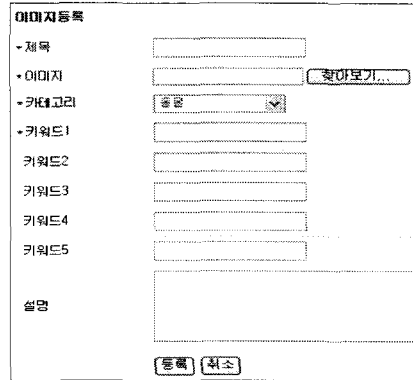 이미지등록
*제목
*이미지 찾아보기...
*카테고리
*키워드1
키워드2
키워드3
키워드4
키워드5
설명
등록 취소